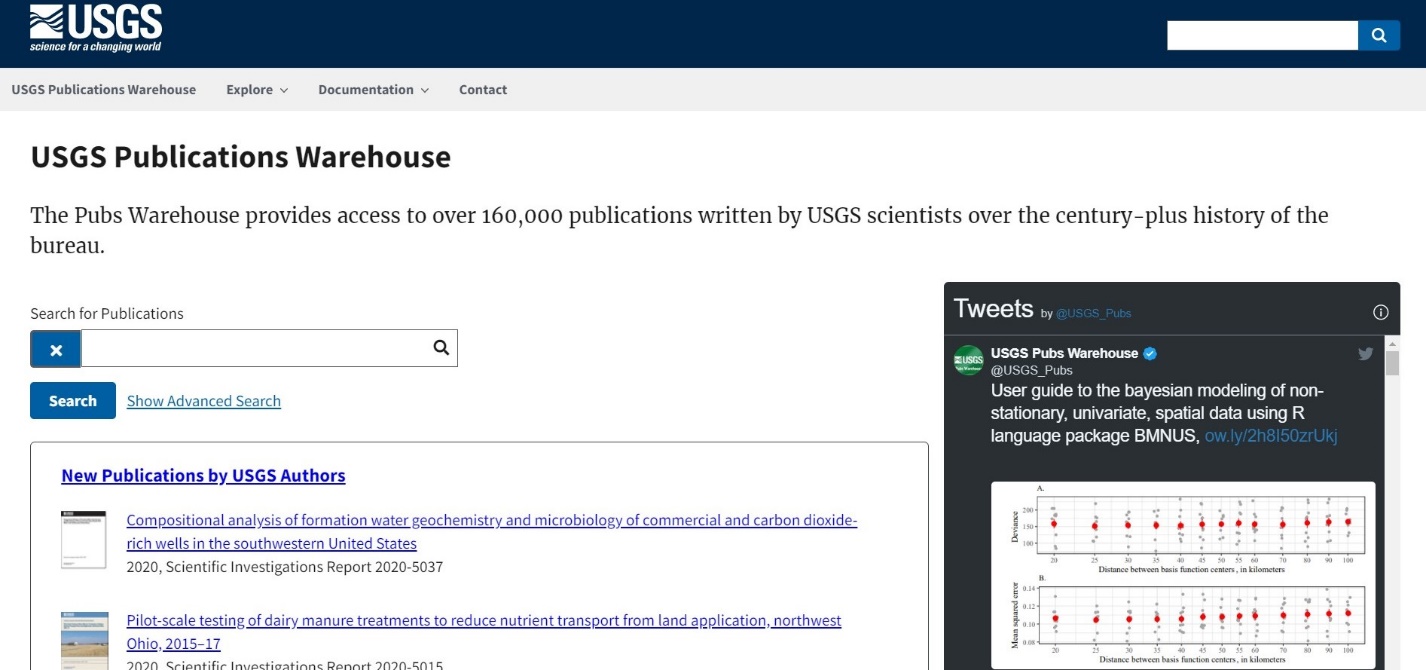 USGS
science for a changing world
USGS Publications Warehouse Explore Documentation Contact
USGS Publications Warehouse
The Pubs Warehouse provides access to over 160,000 publications written by USGS scientists over the century-plus history of the
bureau.
Search for Publications
Search Show Advanced Search
New Publications by USGS Authors
Compositional analysis of formation water geochemistry and microbiology of commercial and carbon dioxide-
rich wells in the southwestern United States
2020, Scientific Investigations Report 2020-5037
Pilot-scale testing of dairy manure treatments to reduce nutrient transport from land application, northwest
Ohio, 2015–17
2020, Scientific Investigations Report 2020-5015
Tweets by @USGS_Pubs
USGS Pubs Warehouse
@USGS_Pubs
User guide to the bayesian modeling of non-
stationary, univariate, spatial data using R
language package BMNUS, ow.ly/2h8I50zrUkj
A.
Deviance
200
150
100
20 25 30 35 40 45 50 55 60 70 80 90 100
Distance between basis function centers, in kilometers
B.
Mean squared error
0.14
0.12
0.10
0.08
20 25 30 35 40 45 50 55 60 70 80 90 100
Distance between basis function centers, in kilometers